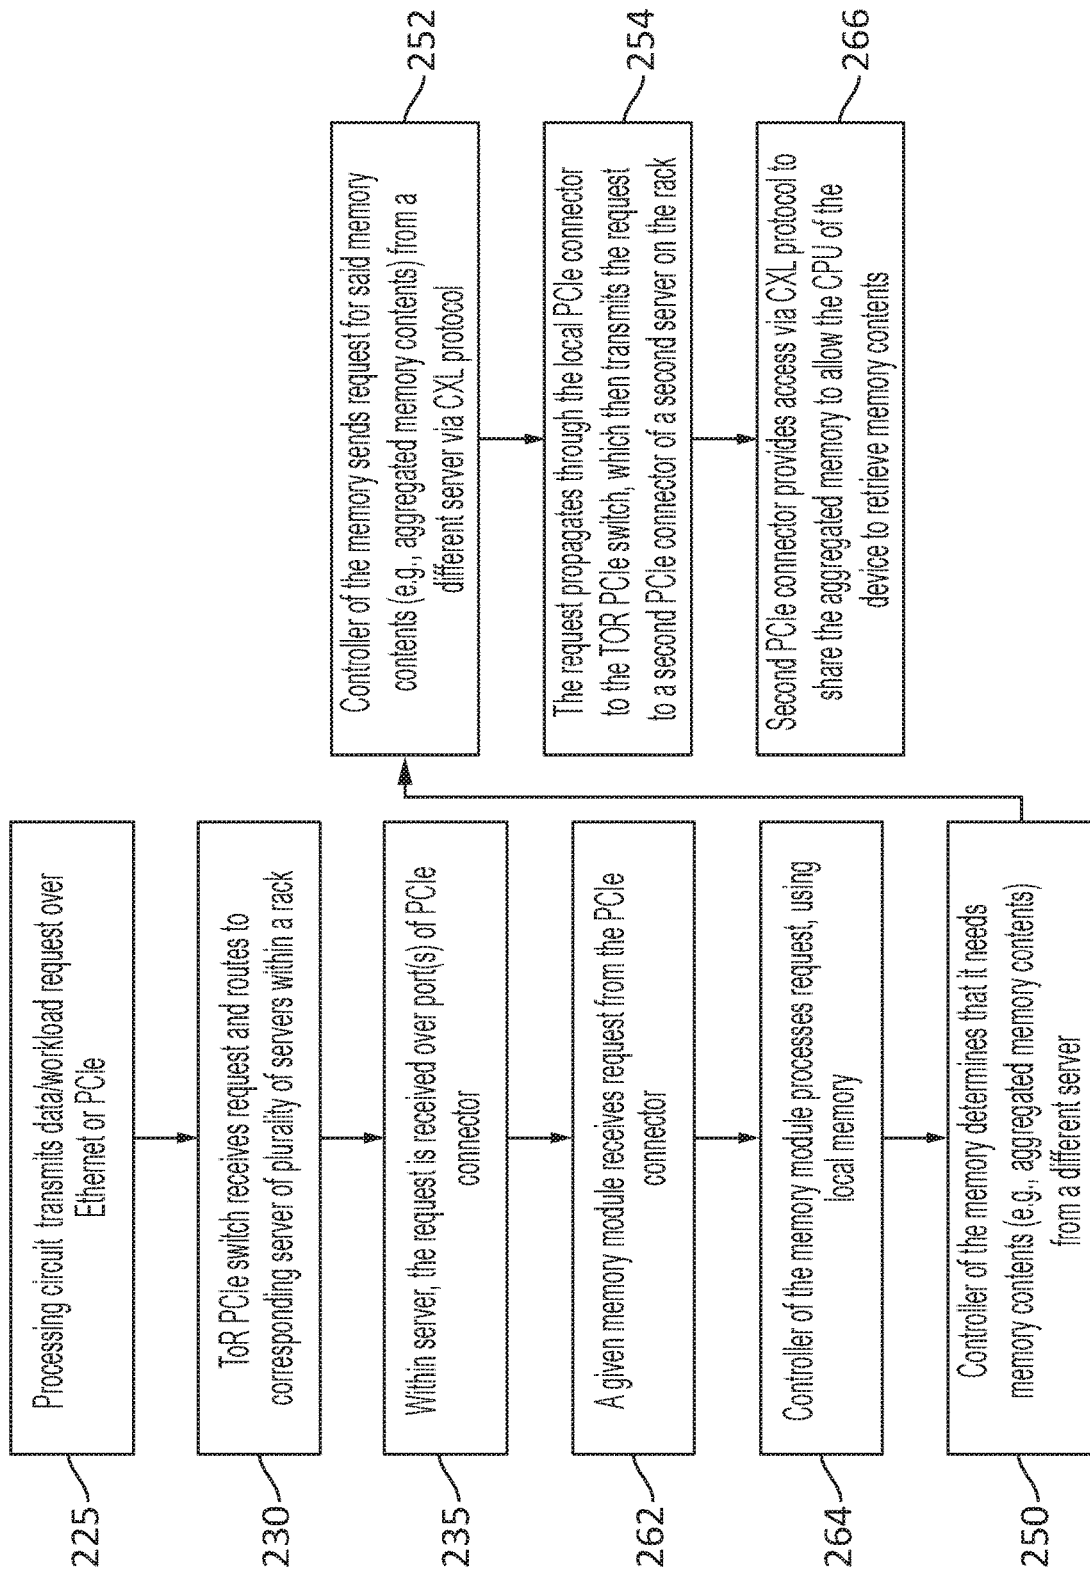 225
Processing circuit transmits data/workload request over
Ethernet or PCIe
230
ToR PCIe switch receives request and routes to
corresponding server of plurality of servers within a rack
235
Within server, the request is received over port(s) of PCIe
connector
262
A given memory module receives request from the PCIe
connector
264
Controller of the memory module processes request, using
local memory
250
Controller of the memory determines that it needs
memory contents (e.g., aggregated memory contents)
from a different server
Controller of the memory sends request for said memory
contents (e.g., aggregated memory contents) from a
different server via CXL protocol
252
The request propagates through the local PCIe connector
to the TOR PCIe switch, which then transmits the request
to a second PCIe connector of a second server on the rack
254
Second PCIe connector provides access via CXL protocol to
share the aggregated memory to allow the CPU of the
device to retrieve memory contents
266